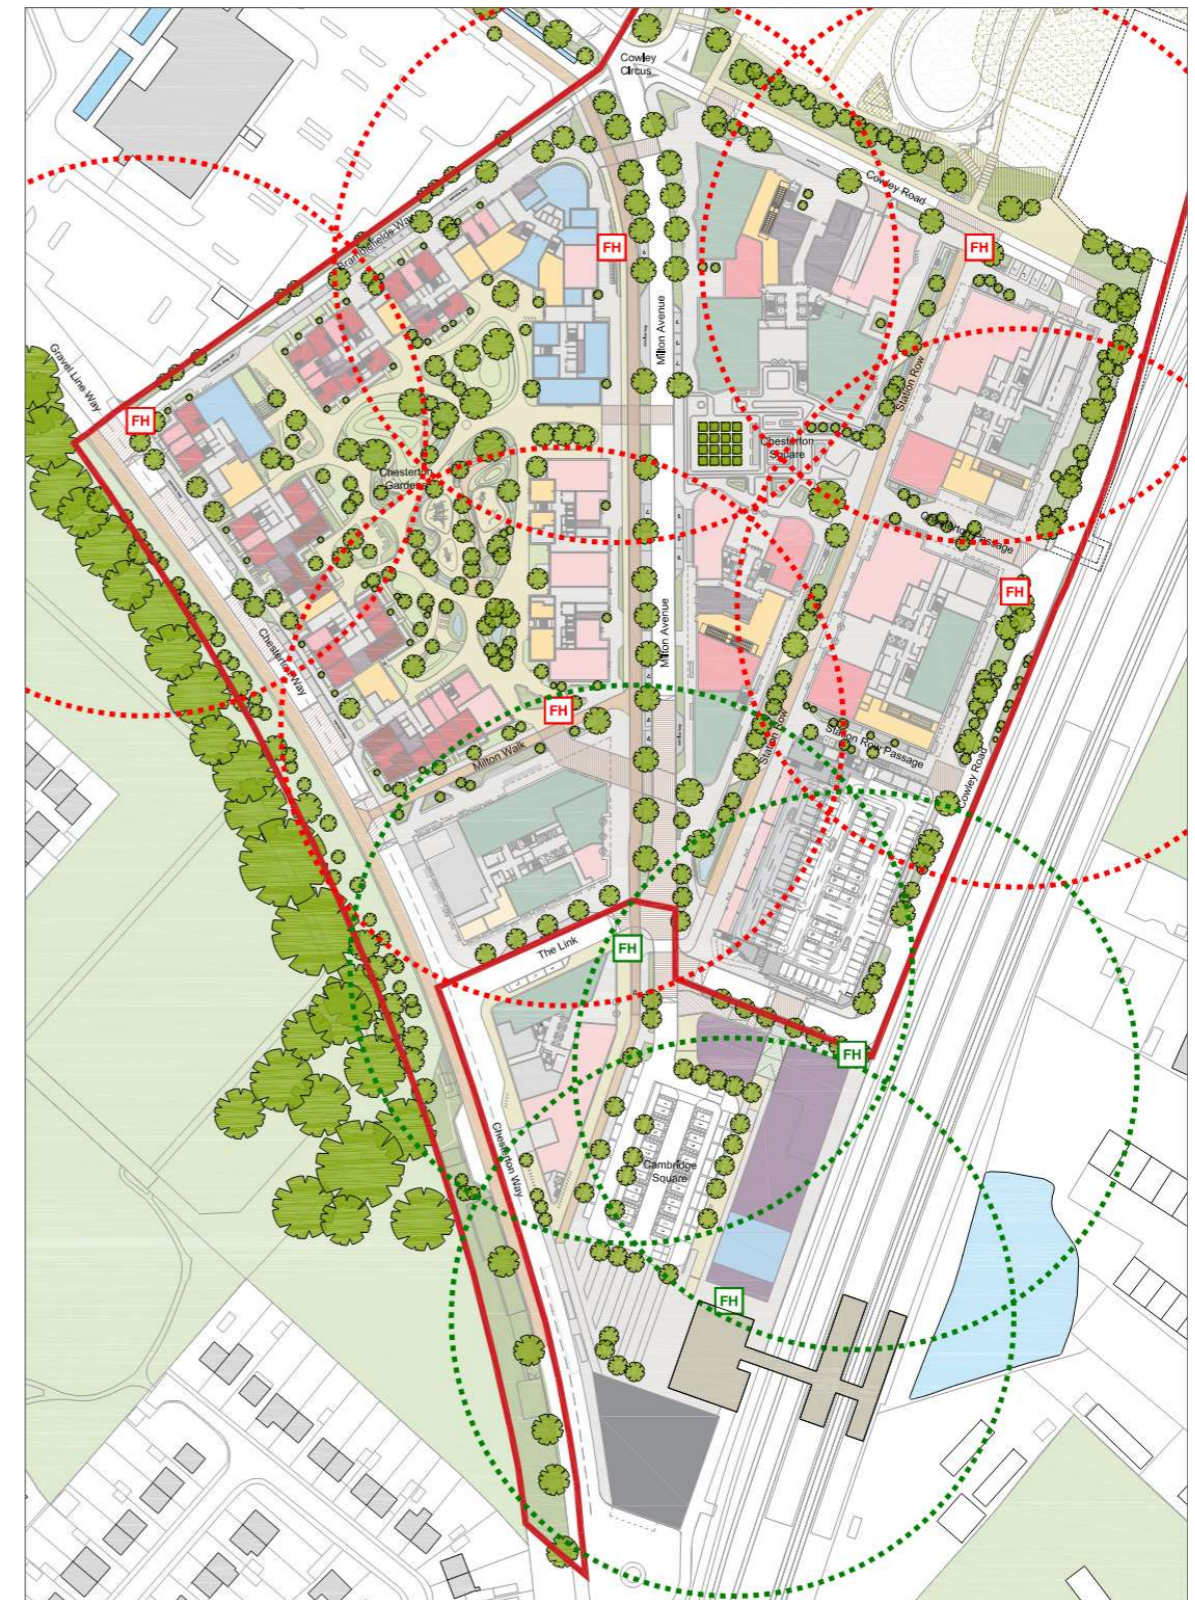 Cowley
Circus
Cowley Road
Bramblefields Way
FH
FH
Milton Avenue
Gravel Line Way
Station Row
FH
Chesterton
Square
Chesterton
Gardens
Passage
FH
Milton Avenue
Chesterton Way
FH
Station Row
Station Row Passage
Milton Walk
Cowley Road
The Link
FH
FH
Chesterton Way
Cambridge
Square
FH